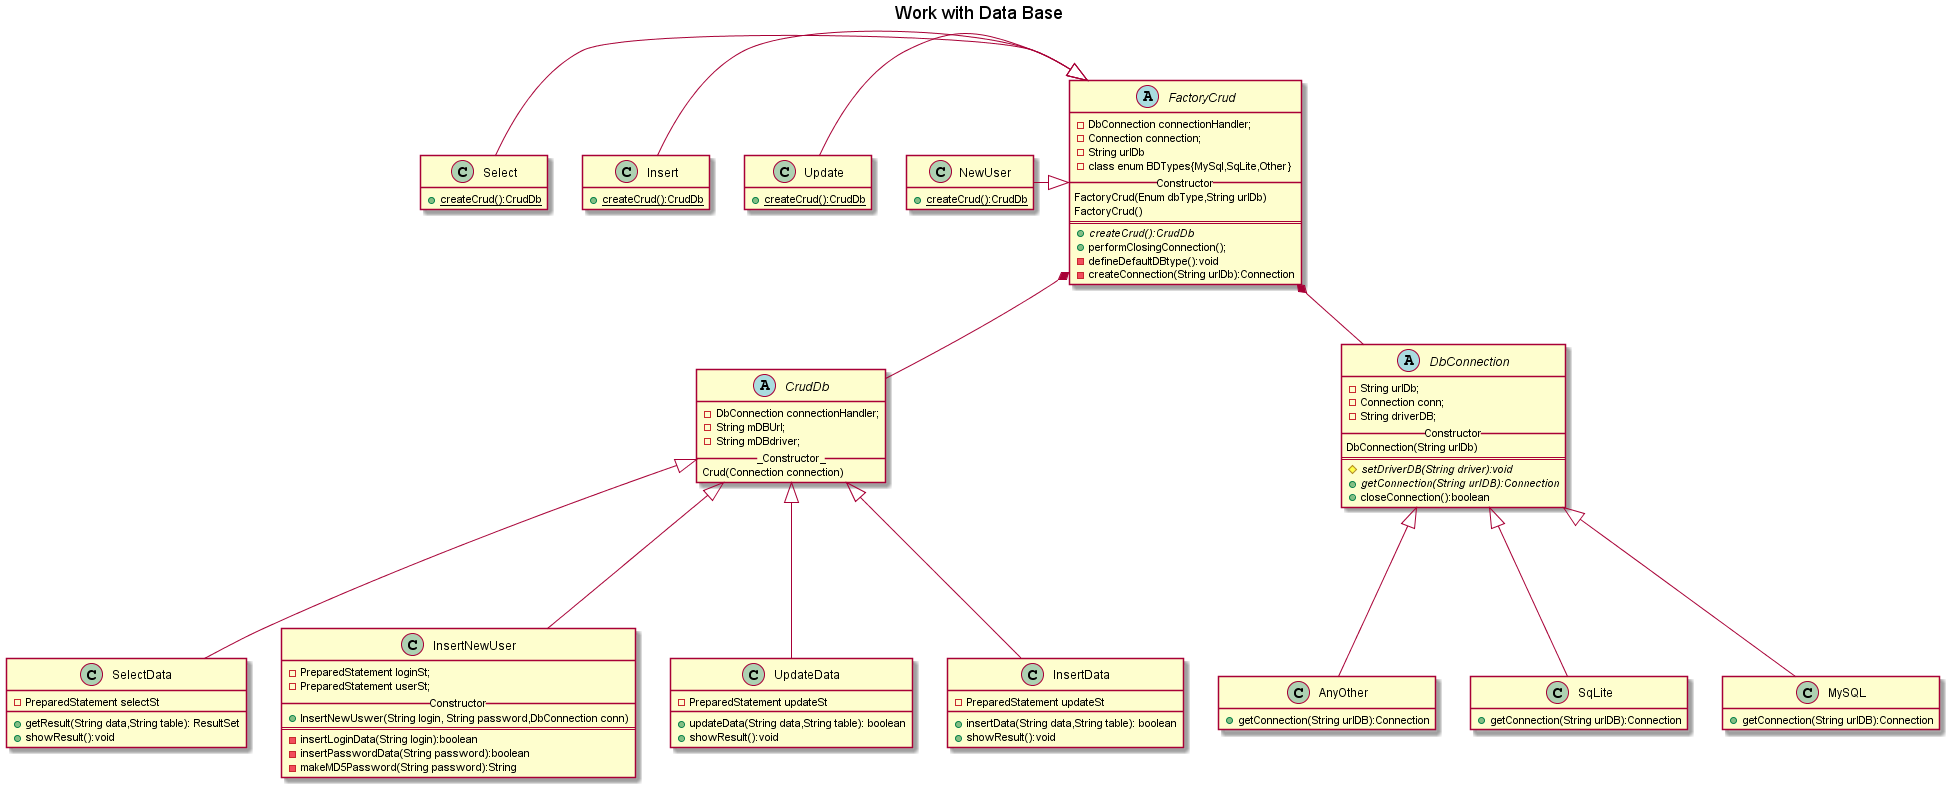 Work with Data Base
A FactoryCrud
DbConnection connectionHandler;
Connection connection;
String urlDb
class enum BDTypes{MySql,SqLite,Other}
Constructor
FactoryCrud(Enum dbType,String urlDb)
FactoryCrud()
createCrud():CrudDb
performClosingConnection();
defineDefaultDBtype():void
createConnection(String urlDb):Connection
C Select
createCrud():CrudDb
C Insert
createCrud():CrudDb
C Update
createCrud():CrudDb
C NewUser
createCrud():CrudDb
A CrudDb
DbConnection connectionHandler;
String mDBUrl;
String mDBdriver;
_Constructor_
Crud(Connection connection)
A DbConnection
String urlDb;
Connection conn;
String driverDB;
Constructor
DbConnection(String urlDb)
setDriverDB(String driver):void
getConnection(String urlDB):Connection
closeConnection():boolean
C SelectData
PreparedStatement selectSt
getResult(String data,String table): ResultSet
showResult():void
C InsertNewUser
PreparedStatement loginSt;
PreparedStatement userSt;
Constructor
InsertNewUswer(String login, String password,DbConnection conn)
insertLoginData(String login):boolean
insertPasswordData(String password):boolean
makeMD5Password(String password):String
C UpdateData
PreparedStatement updateSt
updateData(String data,String table): boolean
showResult():void
C InsertData
PreparedStatement updateSt
insertData(String data,String table): boolean
showResult():void
C AnyOther
getConnection(String urlDB):Connection
C SqLite
getConnection(String urlDB):Connection
C MySQL
getConnection(String urlDB):Connection